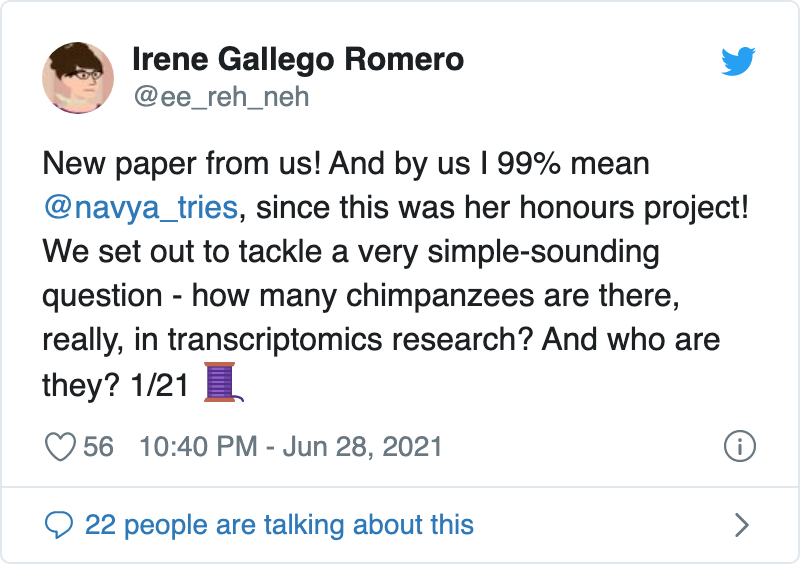 Irene Gallego Romero
@ee_reh_neh
New paper from us! And by us I 99% mean
@navya_tries, since this was her honours project!
We set out to tackle a very simple-sounding
question - how many chimpanzees are there,
really, in transcriptomics research? And who are
they? 1/21 🧵
56 10:40 PM - Jun 28, 2021
22 people are talking about this